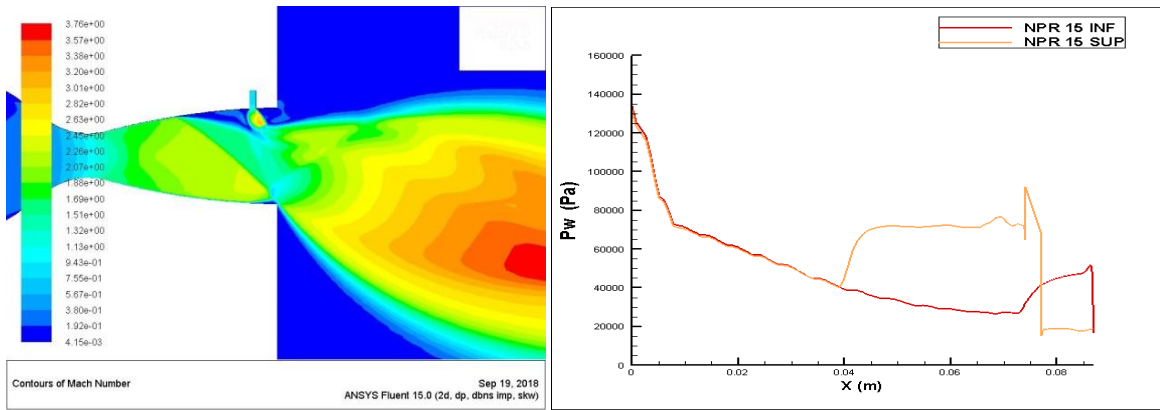 3.76e+00
3.57e+00
3.38e+00
3.20e+00
3.01e+00
2.82e+00
2.63e+00
2.45e+00
2.26e+00
2.07e+00
1.88e+00
1.69e+00
1.51e+00
1.32e+00
1.13e+00
9.43e-01
7.55e-01
5.67e-01
3.80e-01
1.92e-01
4.15e-03
Contours of Mach Number
Sep 19, 2018
ANSYS Fluent 15.0 (2d, dp, dbns imp, skw)
NPR 15 INF
NPR 15 SUP
160000
140000
120000
100000
80000
60000
40000
20000
0
Pw (Pa)
0
0.02
0.04
0.06
0.08
X (m)